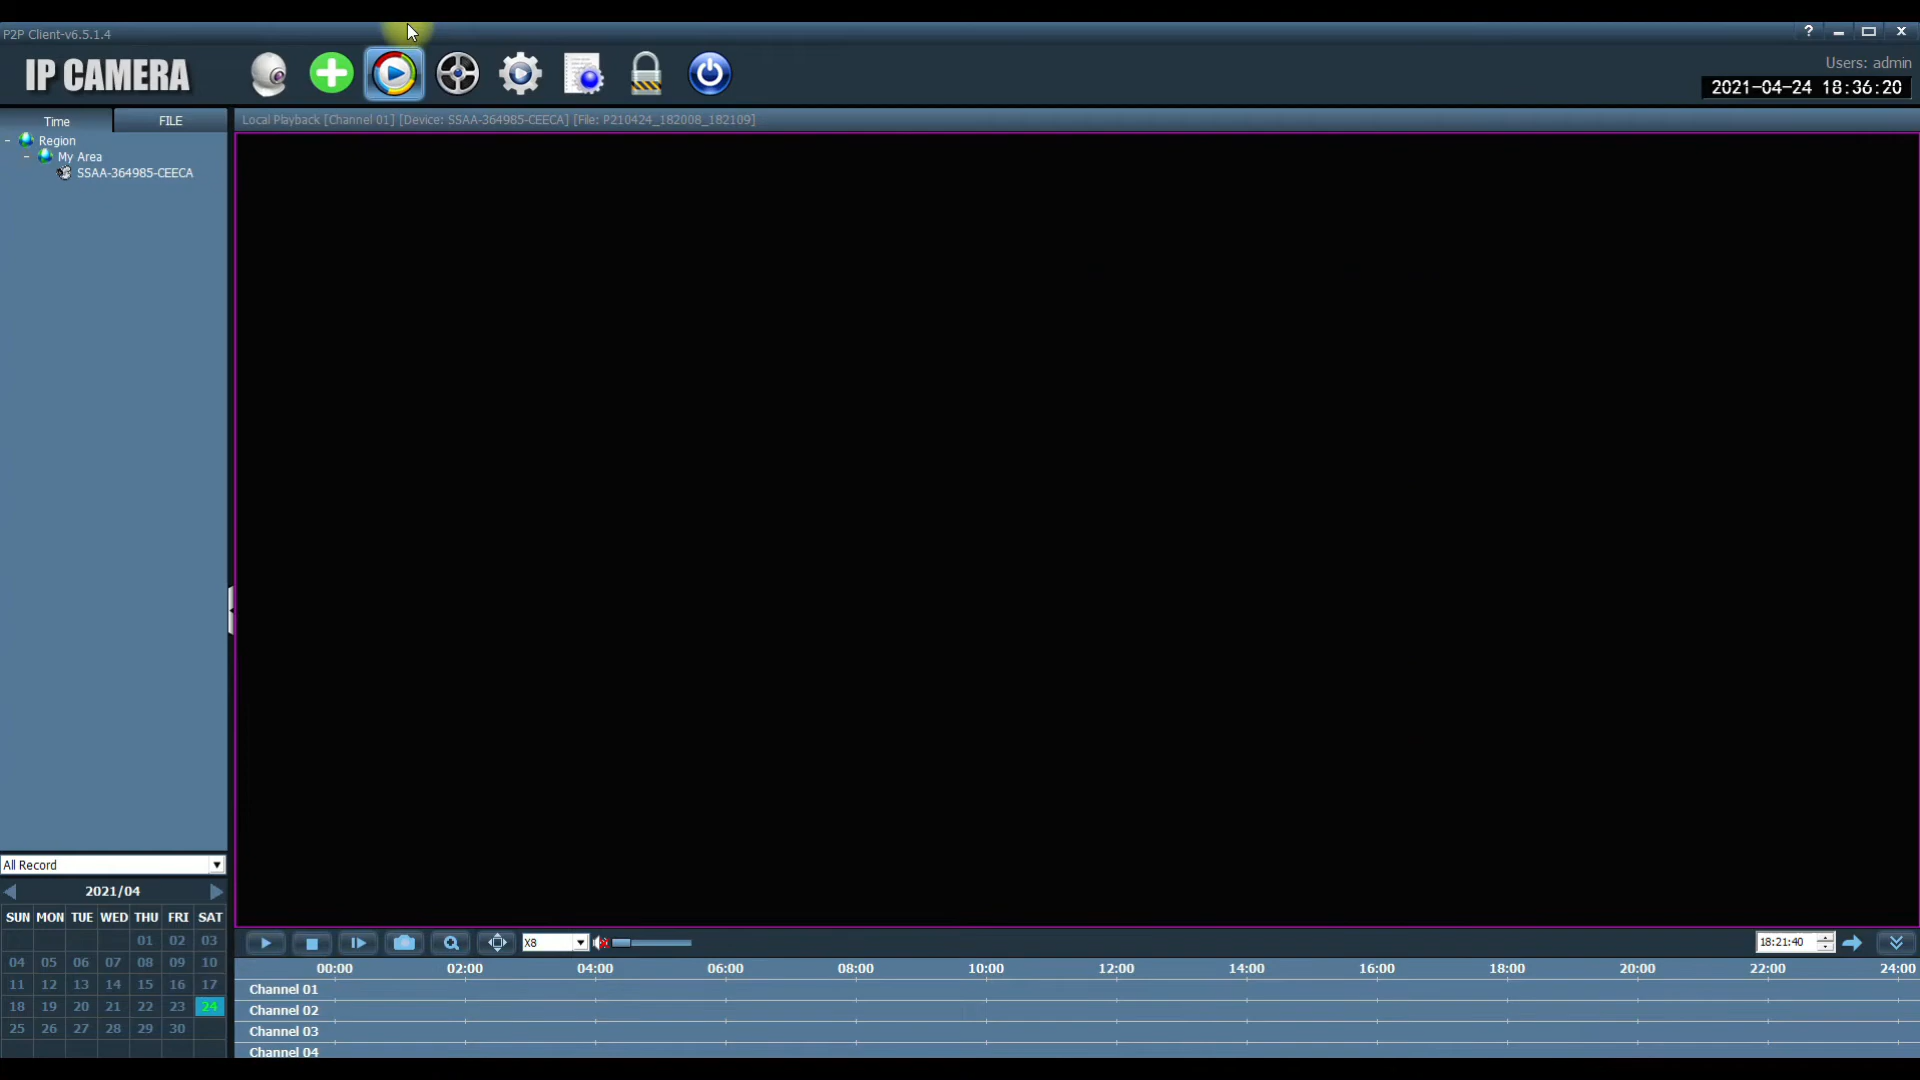 P2P Client-v6.5.1.4
?
IP CAMERA
Users: admin
2021-04-24 18:36:20
Time FILE
Local Playback [Channel 01] [Device: SSAA-364985-CEECA] [File: P210424_182008_182109]
Region
My Area
SSAA-364985-CEECA
All Record
2021/04
SUN MON TUE WED THU FRI SAT
01 02 03
04 05 06 07 08 09 10
11 12 13 14 15 16 17
18 19 20 21 22 23 24
25 26 27 28 29 30
X8
18:21:40
00:00 02:00 04:00 06:00 08:00 10:00 12:00 14:00 16:00 18:00 20:00 22:00 24:00
Channel 01
Channel 02
Channel 03
Channel 04